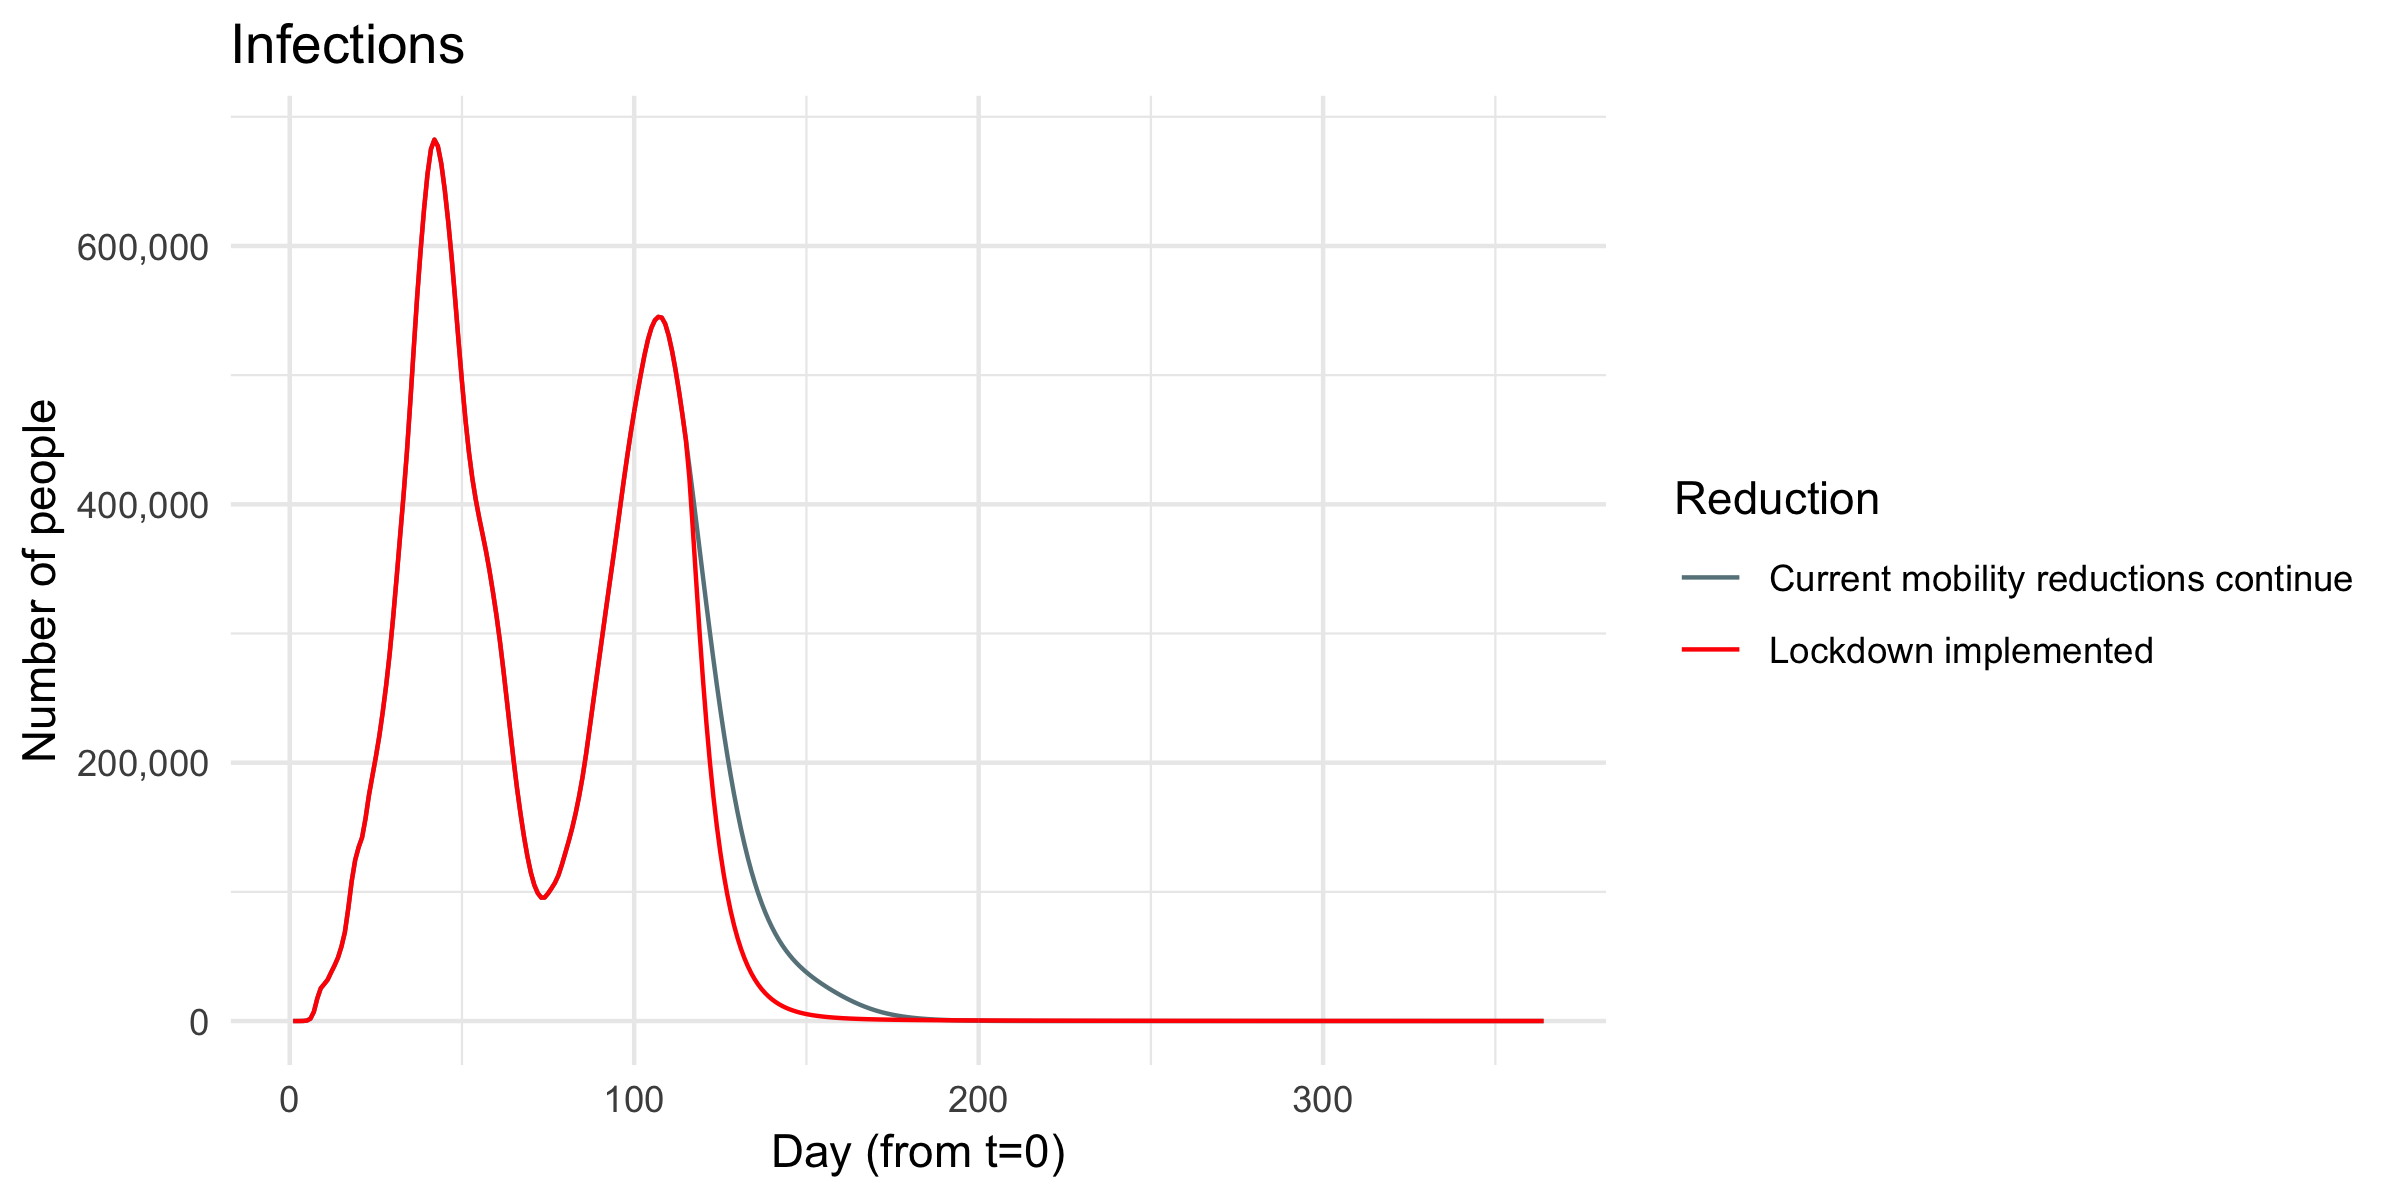 Infections
Number of people
600,000
400,000
200,000
0
0 100 200 300
Day (from t=0)
Reduction
Current mobility reductions continue
Lockdown implemented